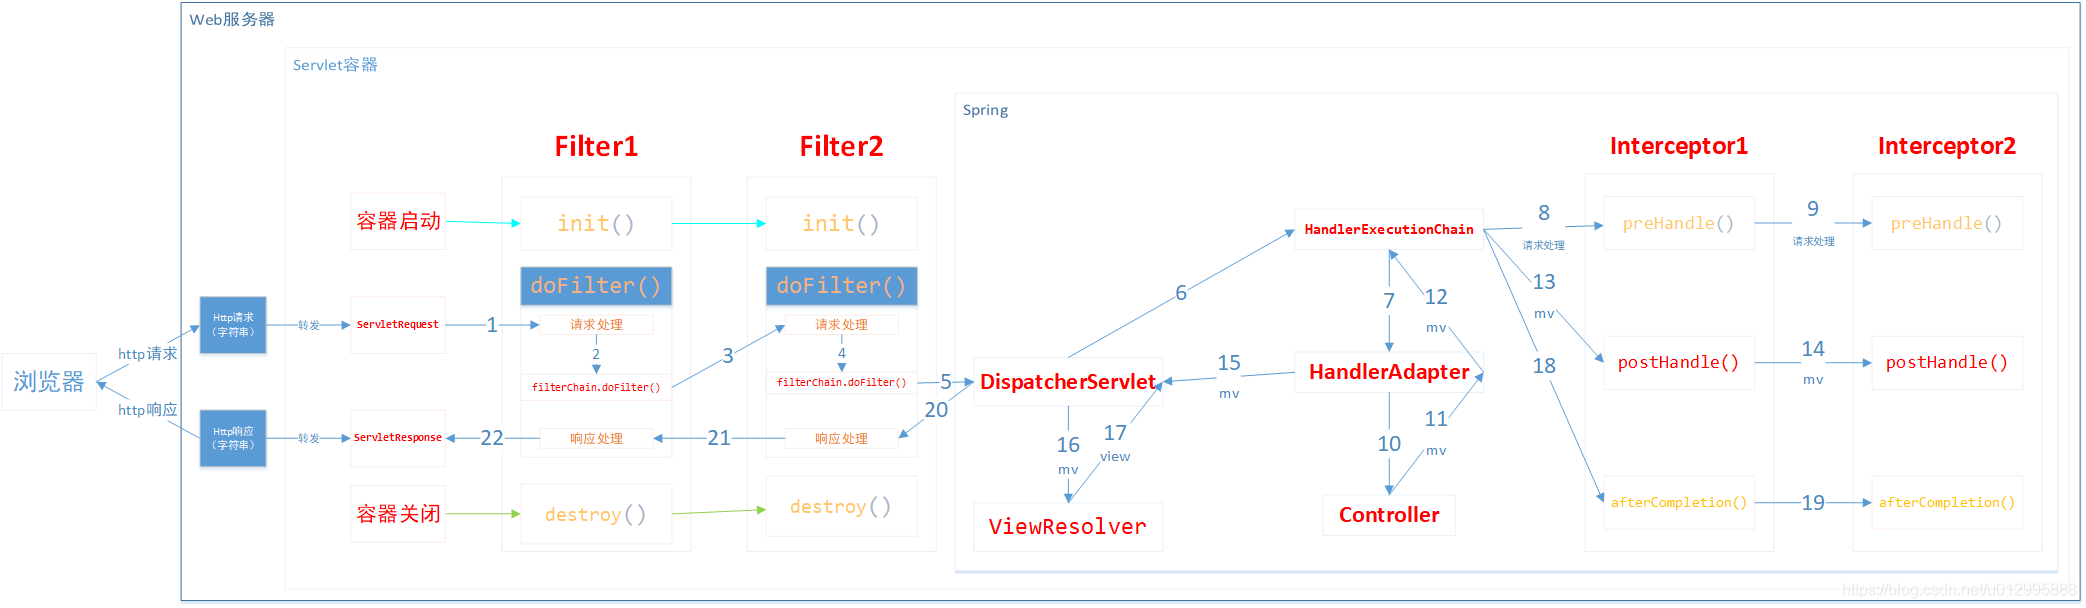 Web服务器
Servlet容器
Spring
Filter1
Filter2
Interceptor1
Interceptor2
容器启动
init()
init()
HandlerExecutionChain
8
请求处理
preHandle()
9
请求处理
preHandle()
doFilter()
doFilter()
6
7
12
mv
13
mv
浏览器
http请求
http响应
Http请求
(字符串)
转发
ServletRequest
1
请求处理
2
filterChain.doFilter()
3
请求处理
4
filterChain.doFilter()
5
DispatcherServlet
15
mv
HandlerAdapter
18
postHandle()
14
mv
postHandle()
Http响应
(字符串)
转发
ServletResponse
22
响应处理
21
响应处理
20
16
mv
17
view
10
11
mv
容器关闭
destroy()
destroy()
ViewResolver
Controller
afterCompletion()
19
afterCompletion()
https://blog.csdn.net/u012995888